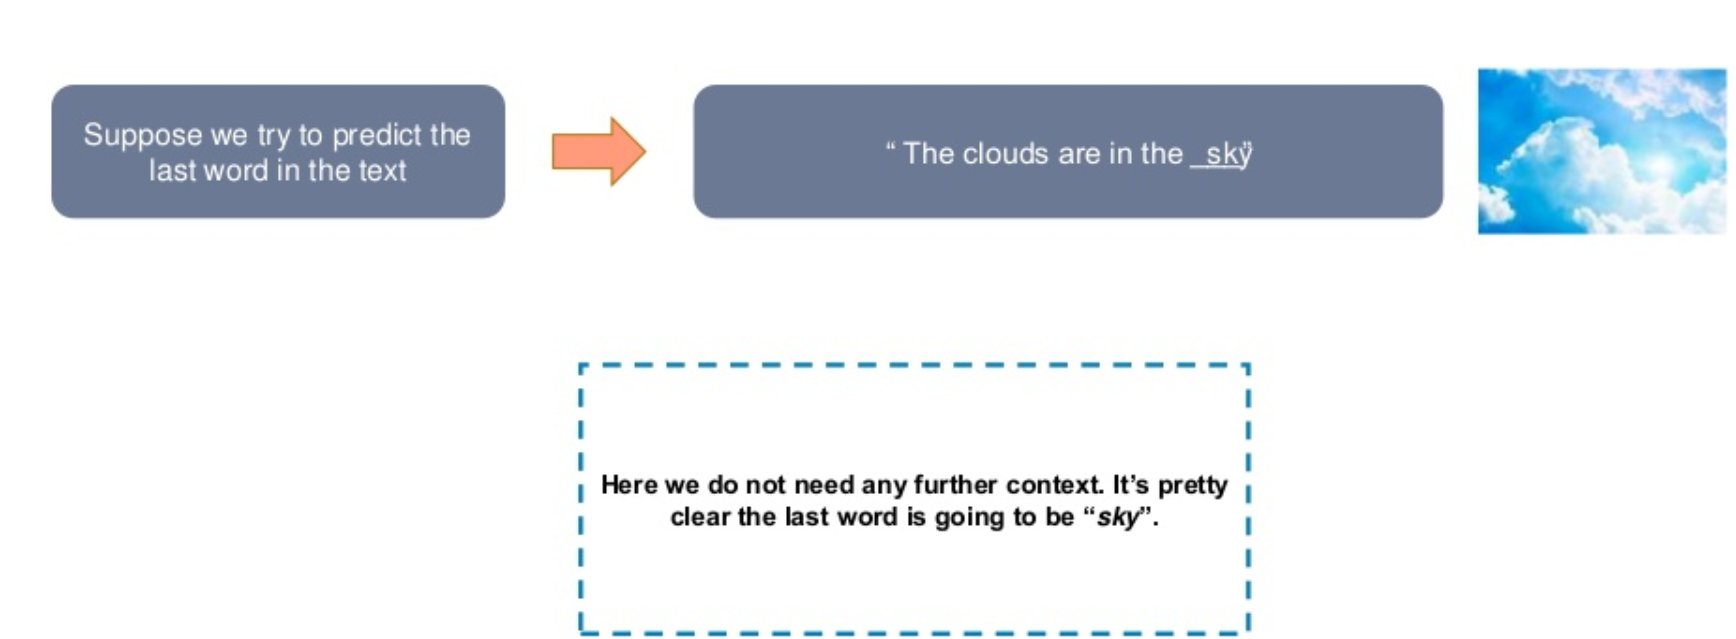 Suppose we try to predict the
last word in the text
“ The clouds are in the _sky”
Here we do not need any further context. It’s pretty
clear the last word is going to be “sky”.